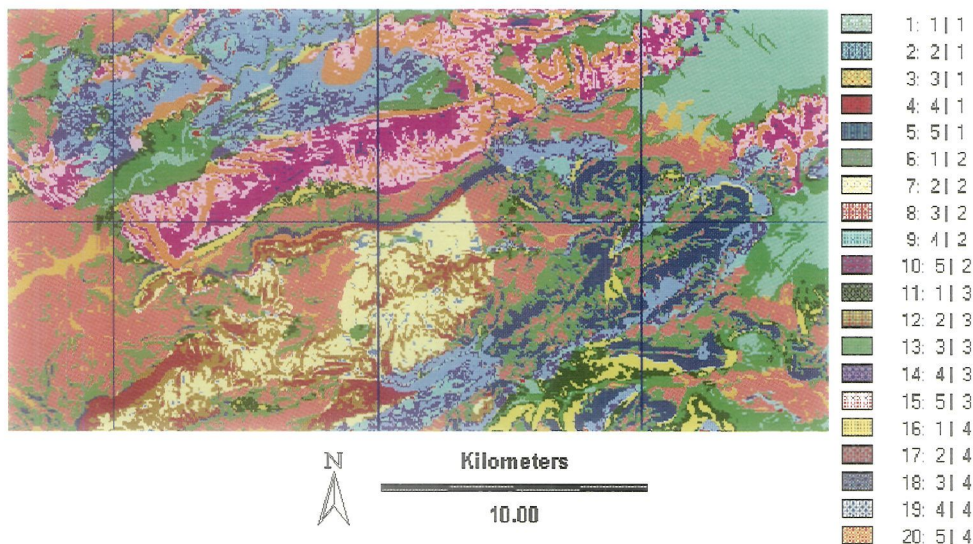 1: 1 | 1
2: 2 | 1
3: 3 | 1
4: 4 | 1
5: 5 | 1
6: 1 | 2
7: 2 | 2
8: 3 | 2
9: 4 | 2
10: 5 | 2
11: 1 | 3
12: 2 | 3
13: 3 | 3
14: 4 | 3
15: 5 | 3
16: 1 | 4
17: 2 | 4
18: 3 | 4
19: 4 | 4
20: 5 | 4
N
Kilometers
10.00